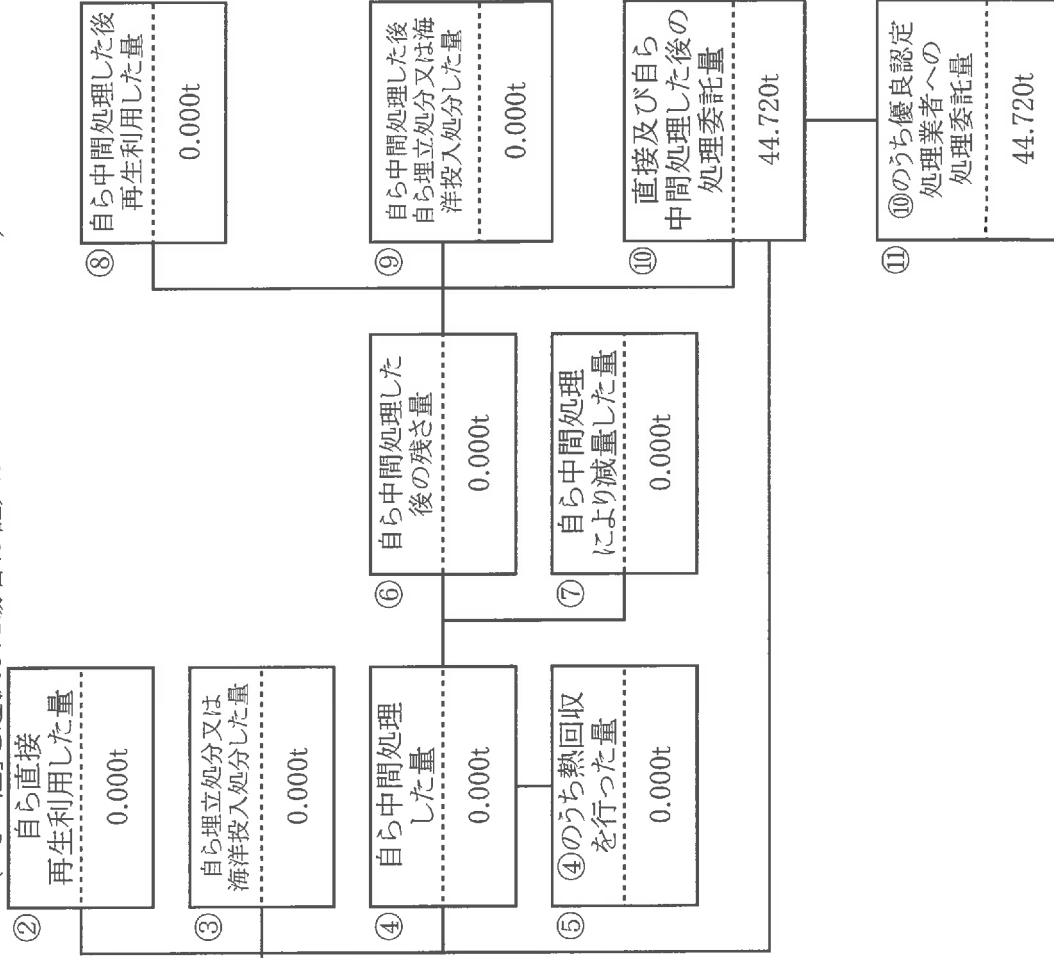 ②
自ら直接
再生利用した量
0.000t
③
自ら埋立処分又は
海洋投入処分した量
0.000t
④
自ら中間処理
した量
0.000t
⑤
④のうち熱回収
を行った量
0.000t
⑥
自ら中間処理した
後の残さ量
0.000t
⑦
自ら中間処理
により減量した量
0.000t
⑧
自ら中間処理した後
再生利用した量
0.000t
⑨
自ら中間処理した後
自ら埋立処分又は海
洋投入処分した量
0.000t
⑩
直接及び自ら
中間処理した後の
処理委託量
44.720t
⑪
⑩のうち優良認定
処理業者への
処理委託量
44.720t